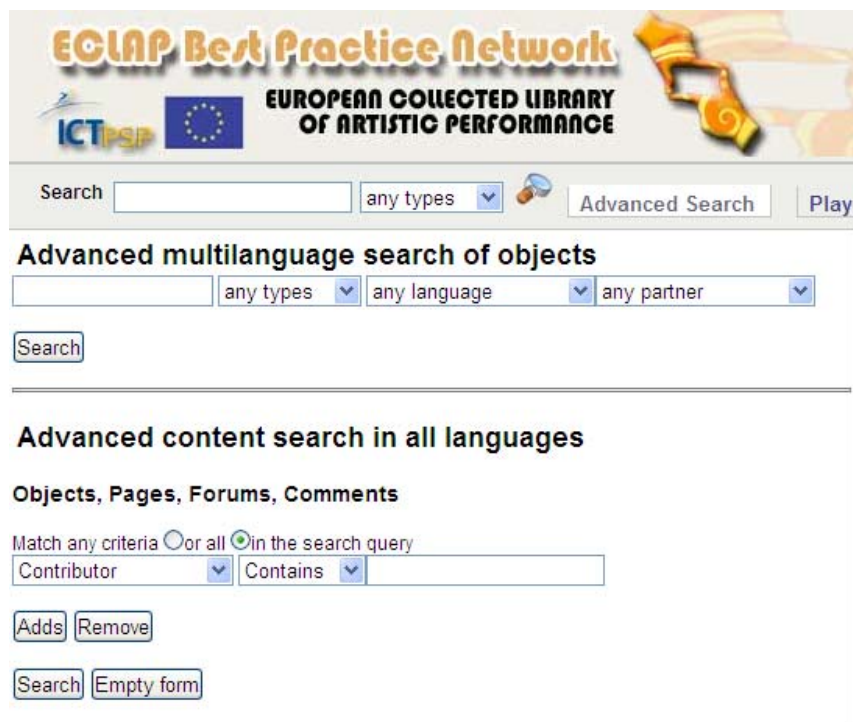 ECLAP Best Practice Network
EUROPEAN COLLECTED LIBRARY
OF ARTISTIC PERFORMANCE
ICTPSP
Search any types Advanced Search Play
Advanced multilanguage search of objects
any types any language any partner
Search
Advanced content search in all languages
Objects, Pages, Forums, Comments
Match any criteria or all in the search query
Contributor Contains
Adds Remove
Search Empty form